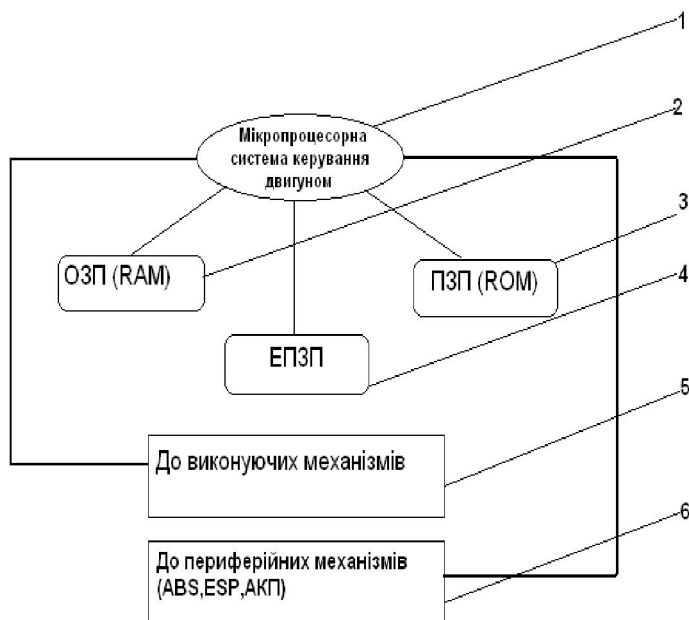 1
Мікропроцесорна
система керування
двигуном
2
ОЗП (RAM)
3
ПЗП (ROM)
4
ЕПЗП
5
До виконуючих механізмів
6
До периферійних механізмів
(ABS,ESP,АКП)